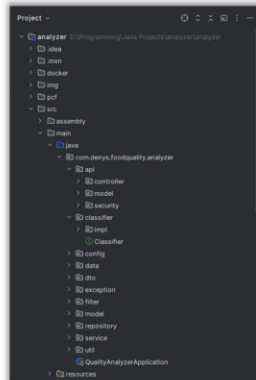 Project
analyzer D:\Programming\Java Projects\analyzer\analyzer
.idea
.mvn
docker
img
pcf
src
assembly
main
java
com.denys.foodquality.analyzer
api
controller
model
security
classifier
impl
Classifier
config
data
dto
exception
filter
model
repository
service
util
QualityAnalyzerApplication
resources